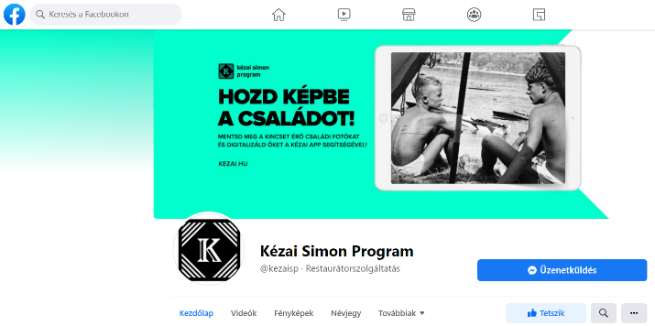 Keresés a Facebookon
kézai simon
program
HOZD KÉPBE
A CSALÁDOT!
MENTSD MEG A KINCSET ÉRŐ CSALÁDI FOTÓKAT
ÉS DIGITALIZÁLD ŐKET A KÉZAI APP SEGÍTSÉGÉVEL!
KEZAI.HU
K
Kézai Simon Program
@kezaisp · Restaurátorszolgáltatás
Üzenetküldés
Kezdőlap Videók Fényképek Névjegy Továbbiak
Tetszik